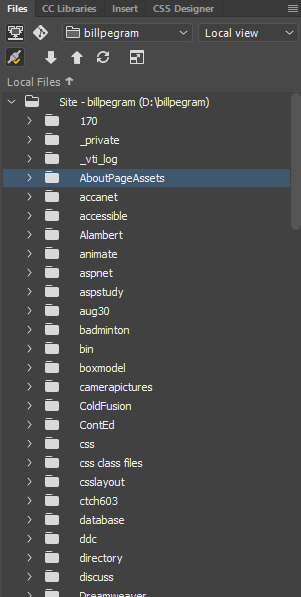 Files CC Libraries Insert CSS Designer
billpegram Local view
Local Files
Site - billpegram (D:\billpegram)
170
_private
_vti_log
AboutPageAssets
accanet
accessible
Alambert
animate
aspnet
aspstudy
aug30
badminton
bin
boxmodel
camerapictures
ColdFusion
ContEd
css
css class files
csslayout
ctch603
database
ddc
directory
discuss
Dreamweaver